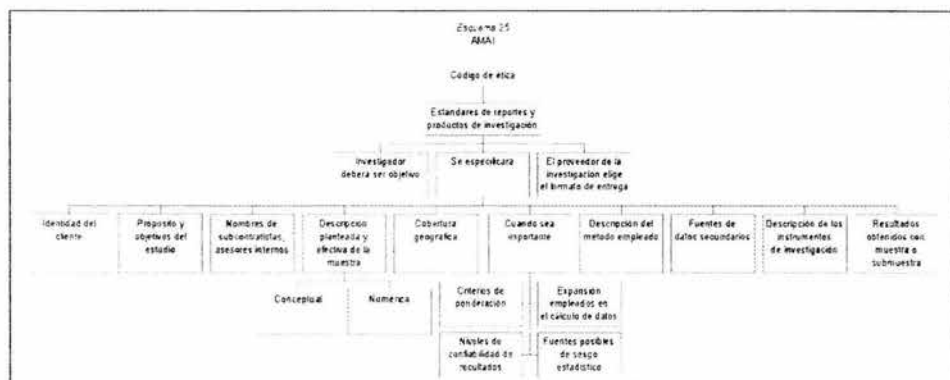 Esquema 25
AMAI
Código de ética
Estándares de reportes y
productos de investigación
Investigador
deberá ser objetivo
Se especificará
El proveedor de la
investigación elige
el formato de entrega
Identidad del
cliente
Propósito y
objetivos del
estudio
Nombres de
subcontratistas,
asesores internos
Descripción
planteada y
efectiva de la
muestra
Cobertura
geográfica
Cuando sea
importante
Descripción del
método empleado
Fuentes de
datos secundarios
Descripción de los
instrumentos
de investigación
Resultados
obtenidos con
muestra o
submuestra
Conceptual
Numérica
Criterios de
ponderación
Expansión
empleados en
el cálculo de datos
Niveles de
confiabilidad de
resultados
Fuentes posibles
de sesgo
estadístico